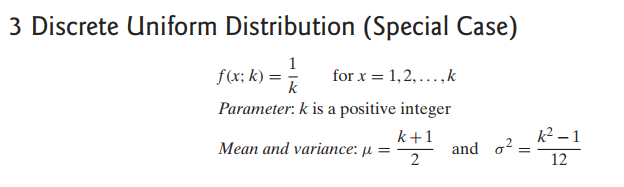 3 Discrete Uniform Distribution (Special Case)
f(x; k) = 1/k for x = 1,2,...,k
Parameter: k is a positive integer
Mean and variance: μ = (k+1)/2 and σ² = (k² − 1)/12